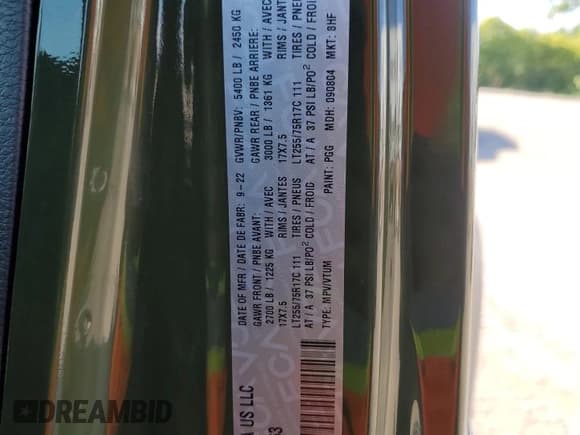 A US LLC
DATE OF MFR / DATE DE FABR: 9-22 GVWR/PNBV: 5400 LB / 2450 KG
GAWR FRONT / PNBE AVANT: GAWR REAR / PNBE ARRIERE:
2700 LB / 1225 KG WITH / AVEC 3000 LB / 1361 KG WITH / AVEC
17X7.5 RIMS / JANTES 17X7.5 RIMS / JANTES
LT255/75R17C 111 TIRES / PNEUS LT255/75R17C 111 TIRES / PNEUS
AT / A 37 PSI LB/PO² COLD / FROID AT / A 37 PSI LB/PO² COLD / FROID
TYPE: MPV/VTUM PAINT: PGG MDH: 090804 MKT: 3HF
DREAMBID